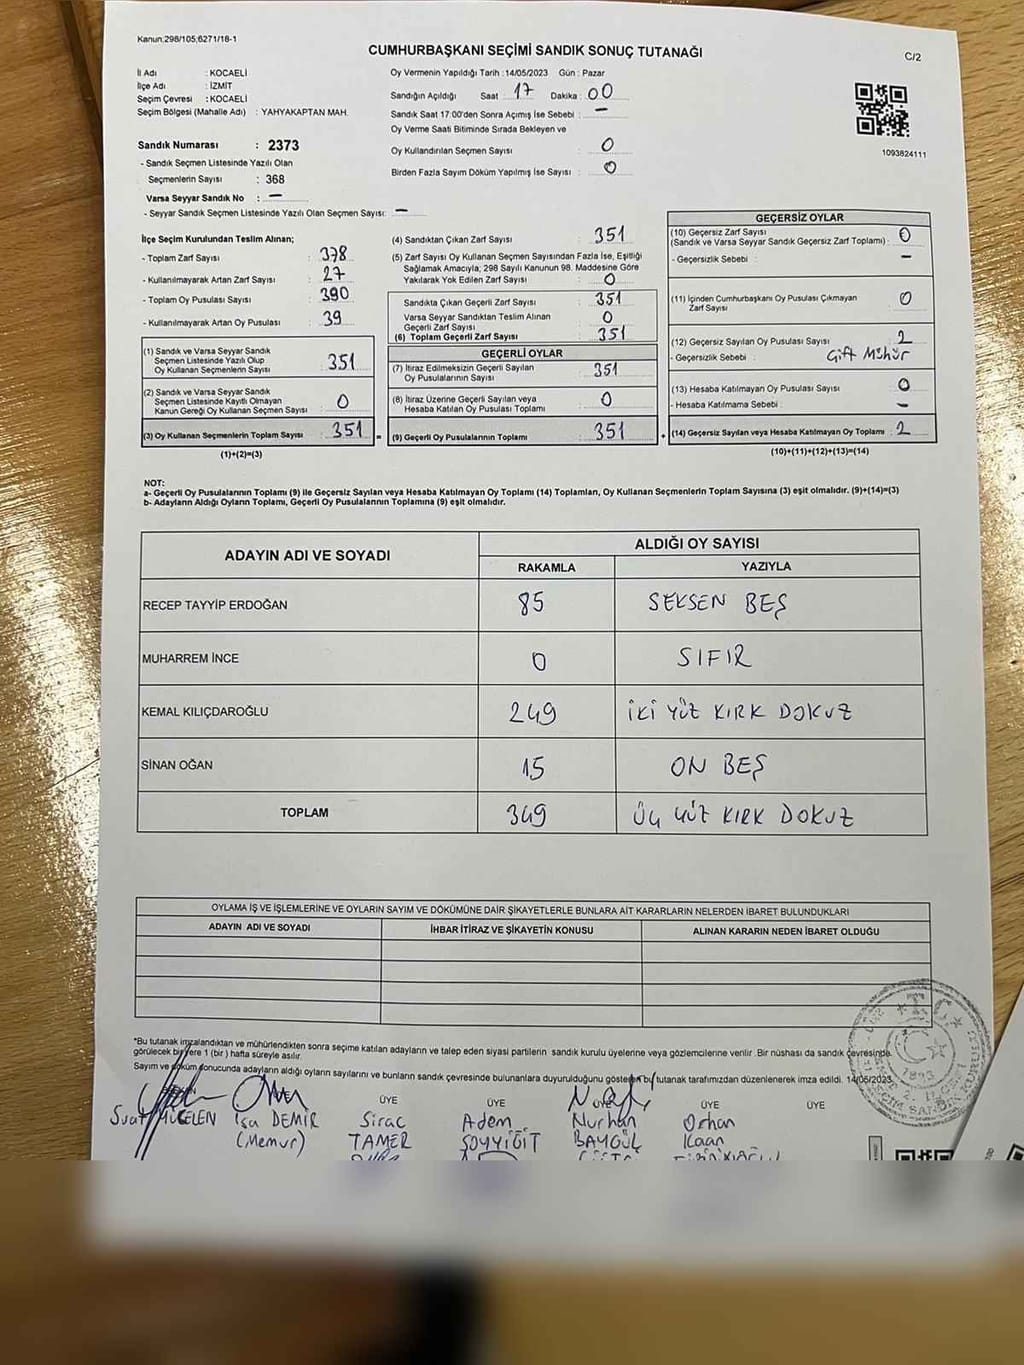 Kanun:298/105;6271/18-1
CUMHURBAŞKANI SEÇİMİ SANDIK SONUÇ TUTANAĞI
C/2
İl Adı : KOCAELİ
İlçe Adı : İZMİT
Seçim Çevresi : KOCAELİ
Seçim Bölgesi (Mahalle Adı) : YAHYAKAPTAN MAH.
Oy Vermenin Yapıldığı Tarih :14/05/2023 Gün : Pazar
Sandığın Açıldığı Saat : 17 Dakika : 00
Sandık Saat 17:00'den Sonra Açımış İse Sebebi : —
Oy Verme Saati Bitiminde Sırada Bekleyen ve
Oy Kullandırılan Seçmen Sayısı : 0
Birden Fazla Sayım Döküm Yapılmış İse Sayısı : 0
1093824111
Sandık Numarası : 2373
- Sandık Seçmen Listesinde Yazılı Olan
Seçmenlerin Sayısı : 368
Varsa Seyyar Sandık No : —
- Seyyar Sandık Seçmen Listesinde Yazılı Olan Seçmen Sayısı: —
İlçe Seçim Kurulundan Teslim Alınan;
- Toplam Zarf Sayısı : 378
- Kullanılmayarak Artan Zarf Sayısı : 27
- Toplam Oy Pusulası Sayısı : 390
- Kullanılmayarak Artan Oy Pusulası : 39
(1) Sandık ve Varsa Seyyar Sandık
Seçmen Listesinde Yazılı Olup
Oy Kullanan Seçmenlerin Sayısı : 351
(2) Sandık ve Varsa Seyyar Sandık
Seçmen Listesinde Kayıtlı Olmayan
Kanun Gereği Oy Kullanan Seçmen Sayısı : 0
(3) Oy Kullanan Seçmenlerin Toplam Sayısı : 351
(1)+(2)=(3)
(4) Sandıktan Çıkan Zarf Sayısı : 351
(5) Zarf Sayısı Oy Kullanan Seçmen Sayısından Fazla İse, Eşitliği
Sağlamak Amacıyla, 298 Sayılı Kanunun 98. Maddesine Göre
Yakılarak Yok Edilen Zarf Sayısı : 0
Sandıkta Çıkan Geçerli Zarf Sayısı : 351
Varsa Seyyar Sandıktan Teslim Alınan
Geçerli Zarf Sayısı : 0
(6) Toplam Geçerli Zarf Sayısı : 351
GEÇERLİ OYLAR
(7) İtiraz Edilmeksizin Geçerli Sayılan
Oy Pusulalarının Sayısı : 351
(8) İtiraz Üzerine Geçerli Sayılan veya
Hesaba Katılan Oy Pusulası Toplamı : 0
(9) Geçerli Oy Pusulalarının Toplamı : 351
GEÇERSİZ OYLAR
(10) Geçersiz Zarf Sayısı
(Sandık ve Varsa Seyyar Sandık Geçersiz Zarf Toplamı) : 0
- Geçersizlik Sebebi : —
(11) İçinden Cumhurbaşkanı Oy Pusulası Çıkmayan
Zarf Sayısı : 0
(12) Geçersiz Sayılan Oy Pusulası Sayısı : 2
- Geçersizlik Sebebi : Çift Mühür
(13) Hesaba Katılmayan Oy Pusulası Sayısı : 0
- Hesaba Katılmama Sebebi : —
(14) Geçersiz Sayılan veya Hesaba Katılmayan Oy Toplamı : 2
(10)+(11)+(12)+(13)=(14)
NOT:
a- Geçerli Oy Pusulalarının Toplamı (9) ile Geçersiz Sayılan veya Hesaba Katılmayan Oy Toplamı (14) Toplamları, Oy Kullanan Seçmenlerin Toplam Sayısına (3) eşit olmalıdır. (9)+(14)=(3)
b- Adayların Aldığı Oyların Toplamı, Geçerli Oy Pusulalarının Toplamına (9) eşit olmalıdır.
ADAYIN ADI VE SOYADI
ALDIĞI OY SAYISI
RAKAMLA YAZIYLA
RECEP TAYYİP ERDOĞAN 85 SEKSEN BEŞ
MUHARREM İNCE 0 SIFIR
KEMAL KILIÇDAROĞLU 249 İKİ YÜZ KIRK DOKUZ
SİNAN OĞAN 15 ON BEŞ
TOPLAM 349 ÜÇ YÜZ KIRK DOKUZ
OYLAMA İŞ VE İŞLEMLERİNE VE OYLARIN SAYIM VE DÖKÜMÜNE DAİR ŞİKAYETLERLE BUNLARA AİT KARARLARIN NELERDEN İBARET BULUNDUKLARI
ADAYIN ADI VE SOYADI İHBAR İTİRAZ VE ŞİKAYETİN KONUSU ALINAN KARARIN NEDEN İBARET OLDUĞU
*Bu tutanak imzalandıktan ve mühürlendikten sonra seçime katılan adayların ve talep eden siyasi partilerin sandık kurulu üyelerine veya gözlemcilerine verilir. Bir nüshası da sandık çevresinde
görülecek bir yere 1 (bir) hafta süreyle asılır.
Sayım ve döküm sonucunda adayların aldığı oyların sayılarını ve bunların sandık çevresinde bulunanlara duyurulduğunu gösteren bu tutanak tarafımızdan düzenlenerek imza edildi. 14/05/2023
T.C.
ÜYE ÜYE ÜYE ÜYE ÜYE
İsa DEMİR Siraç Adem Nurhan Orhan
(Memur) TAMER SOYYİĞİT BAYGÜL Kaan